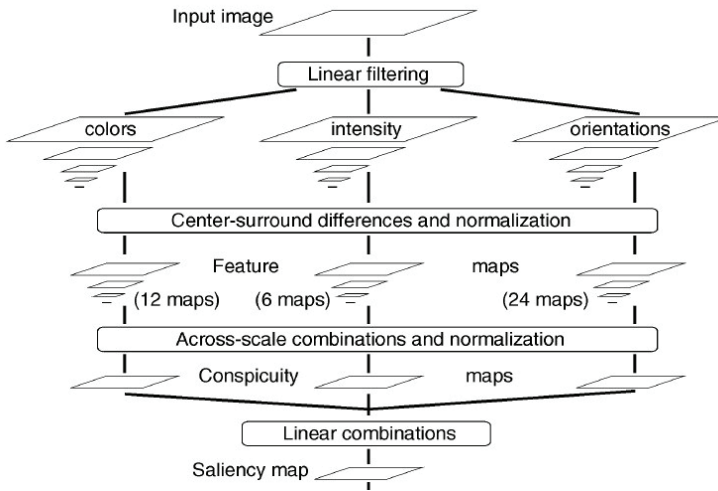 Input image
Linear filtering
colors intensity orientations
Center-surround differences and normalization
Feature maps
(12 maps) (6 maps) (24 maps)
Across-scale combinations and normalization
Conspicuity maps
Linear combinations
Saliency map